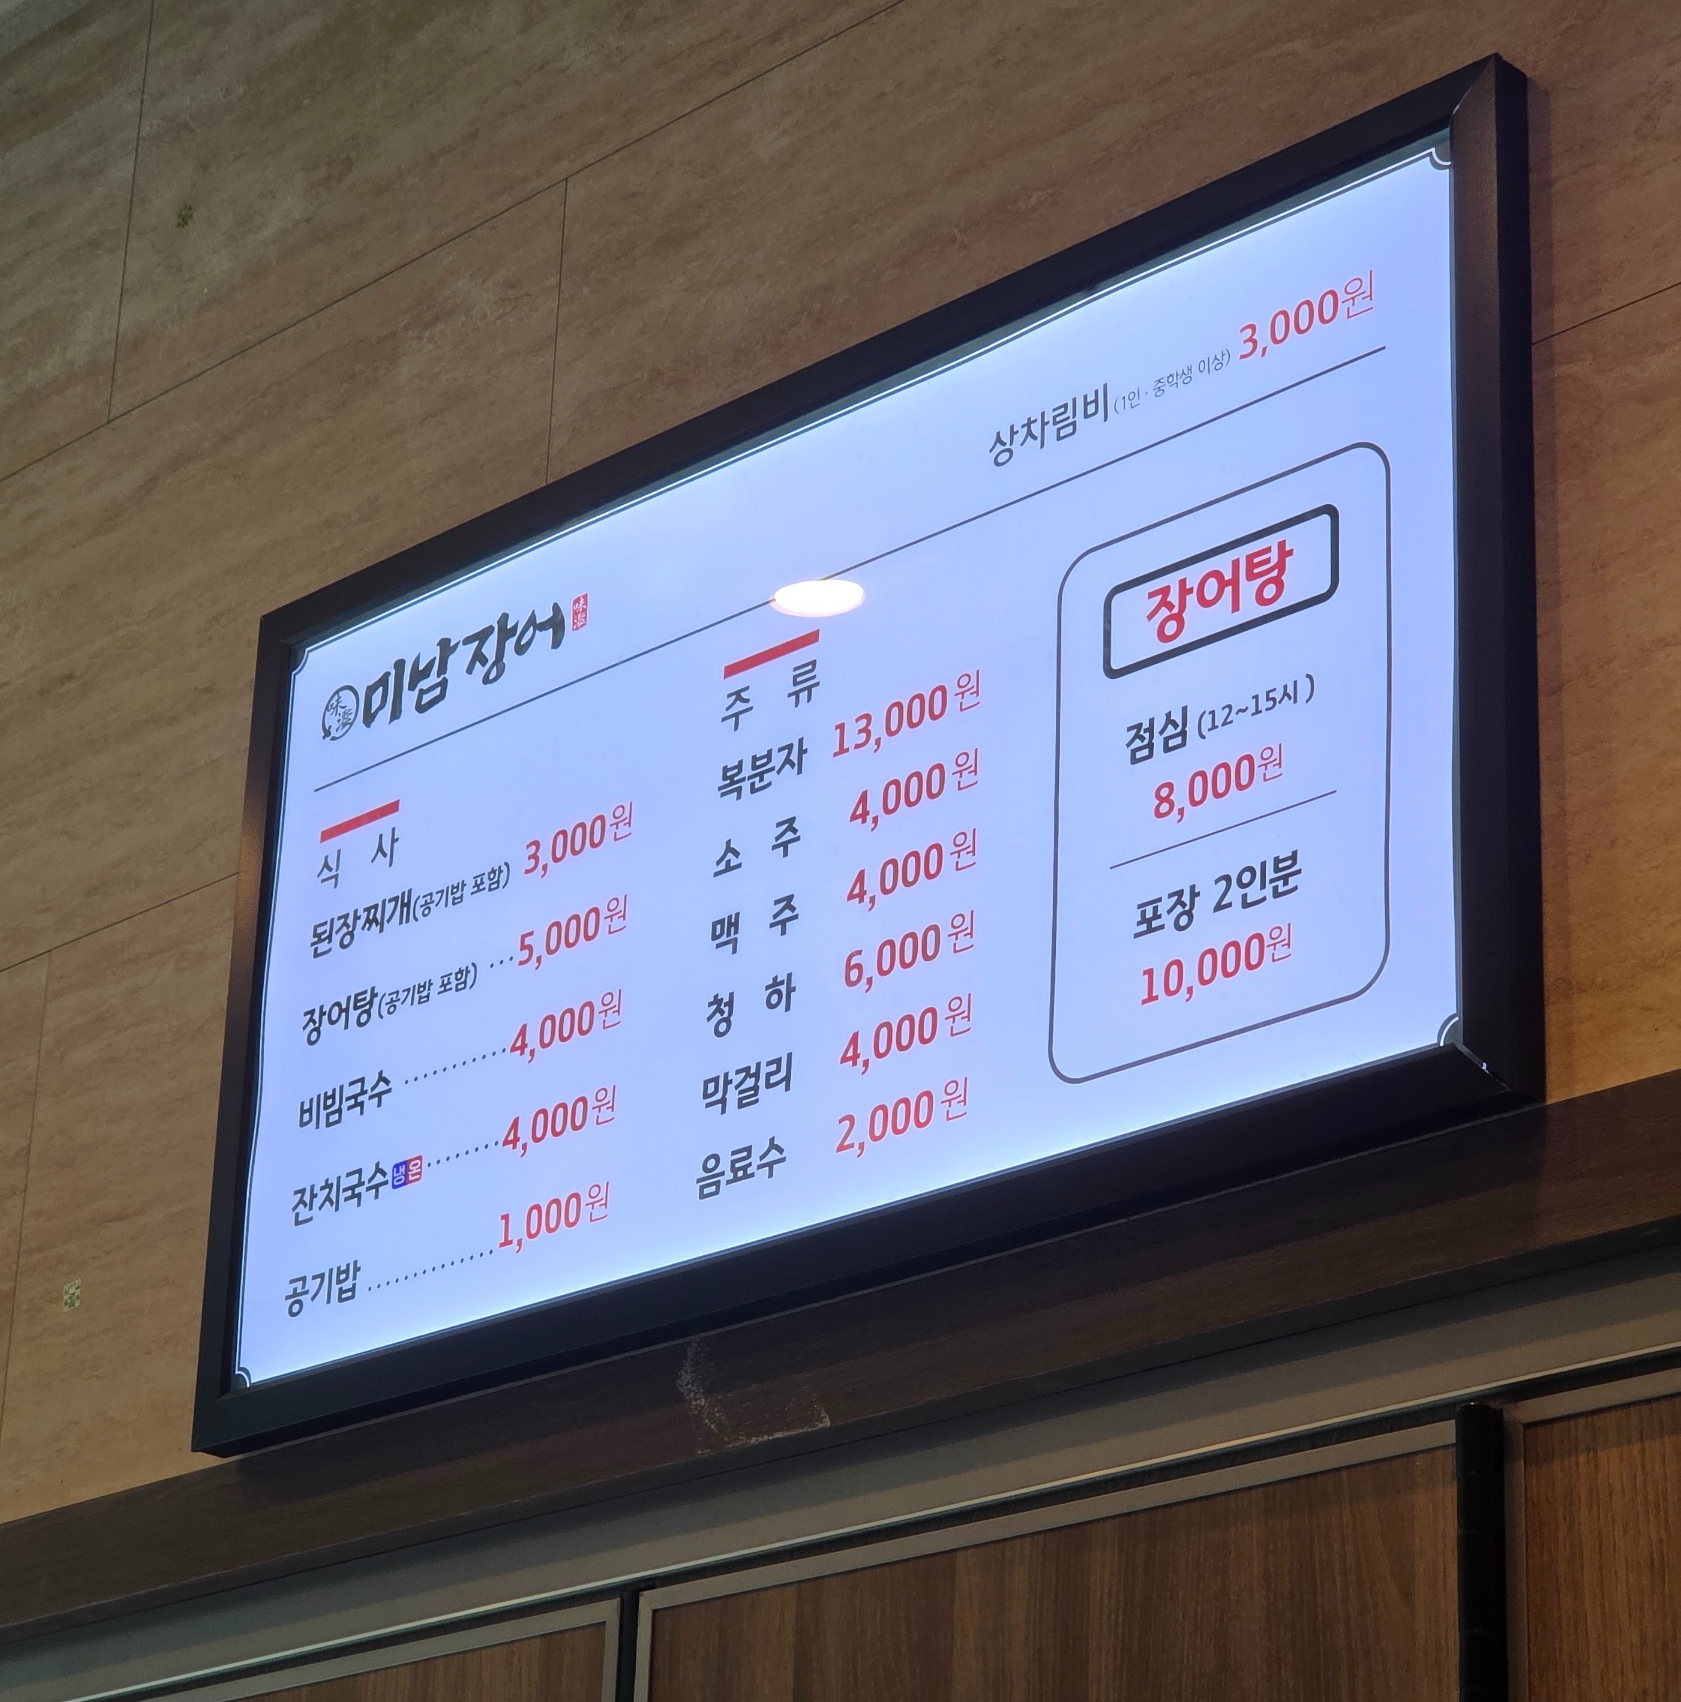 미밤장어
상차림비(1인·중학생 이상) 3,000원
식 사
된장찌개(공기밥 포함) 3,000원
장어탕(공기밥 포함) ···5,000원
비빔국수 ··········4,000원
잔치국수냉온·······4,000원
공기밥 ·············1,000원
주 류
복분자 13,000원
소 주 4,000원
맥 주 4,000원
청 하 6,000원
막걸리 4,000원
음료수 2,000원
장어탕
점심(12~15시)
8,000원
포장 2인분
10,000원